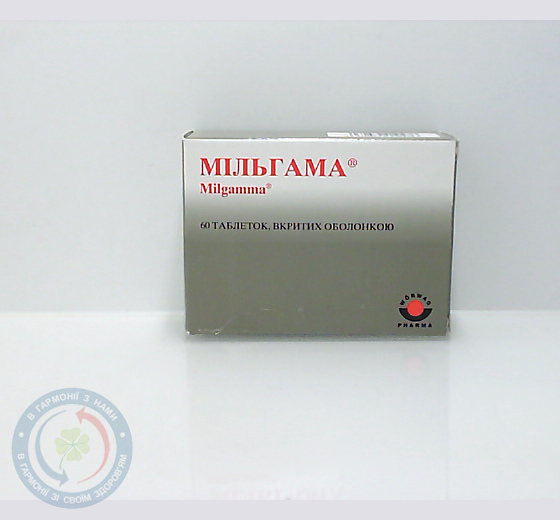 МІЛЬГАМА®
Milgamma®
60 ТАБЛЕТОК, ВКРИТИХ ОБОЛОНКОЮ
WÖRWAG
PHARMA
В ГАРМОНІЇ З НАМИ
В ГАРМОНІЇ ЗІ СВОЇМ ЗДОРОВ'ЯМ